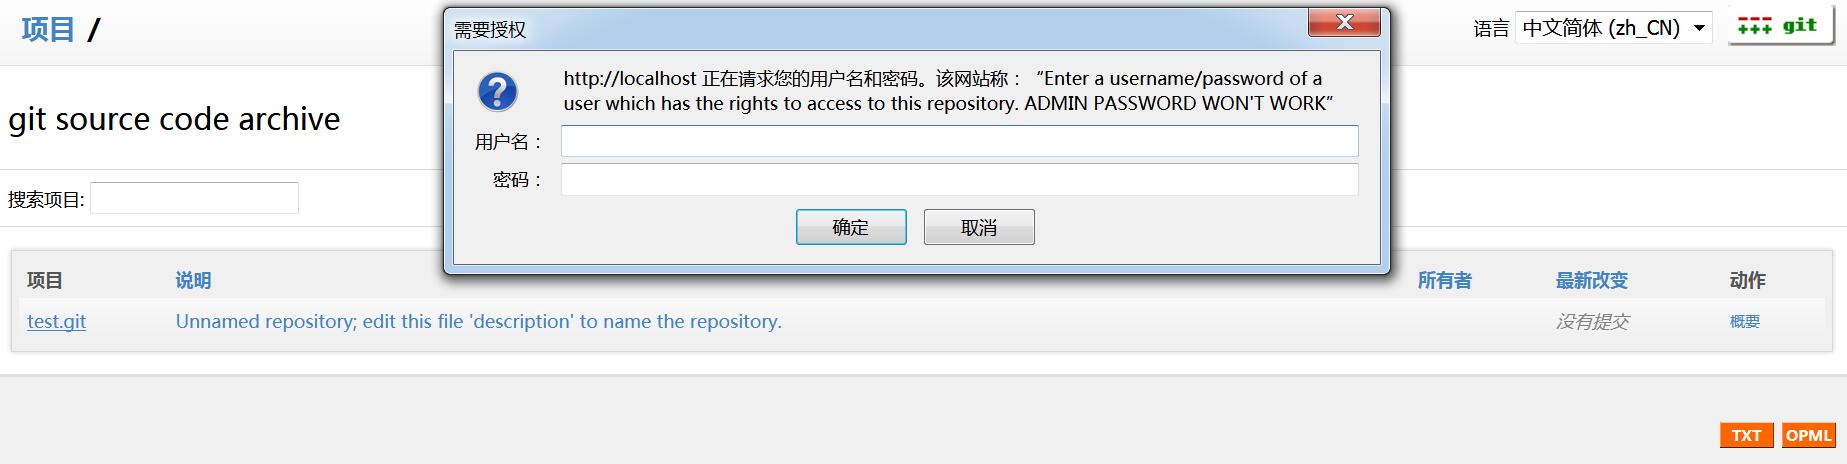 项目 /
语言 中文简体 (zh_CN)
--- +++ git
需要授权
http://localhost 正在请求您的用户名和密码。该网站称：“Enter a username/password of a
user which has the rights to access to this repository. ADMIN PASSWORD WON'T WORK”
用户名：
密码：
确定 取消
git source code archive
搜索项目:
项目 说明 所有者 最新改变 动作
test.git Unnamed repository; edit this file 'description' to name the repository. 没有提交 概要
TXT OPML